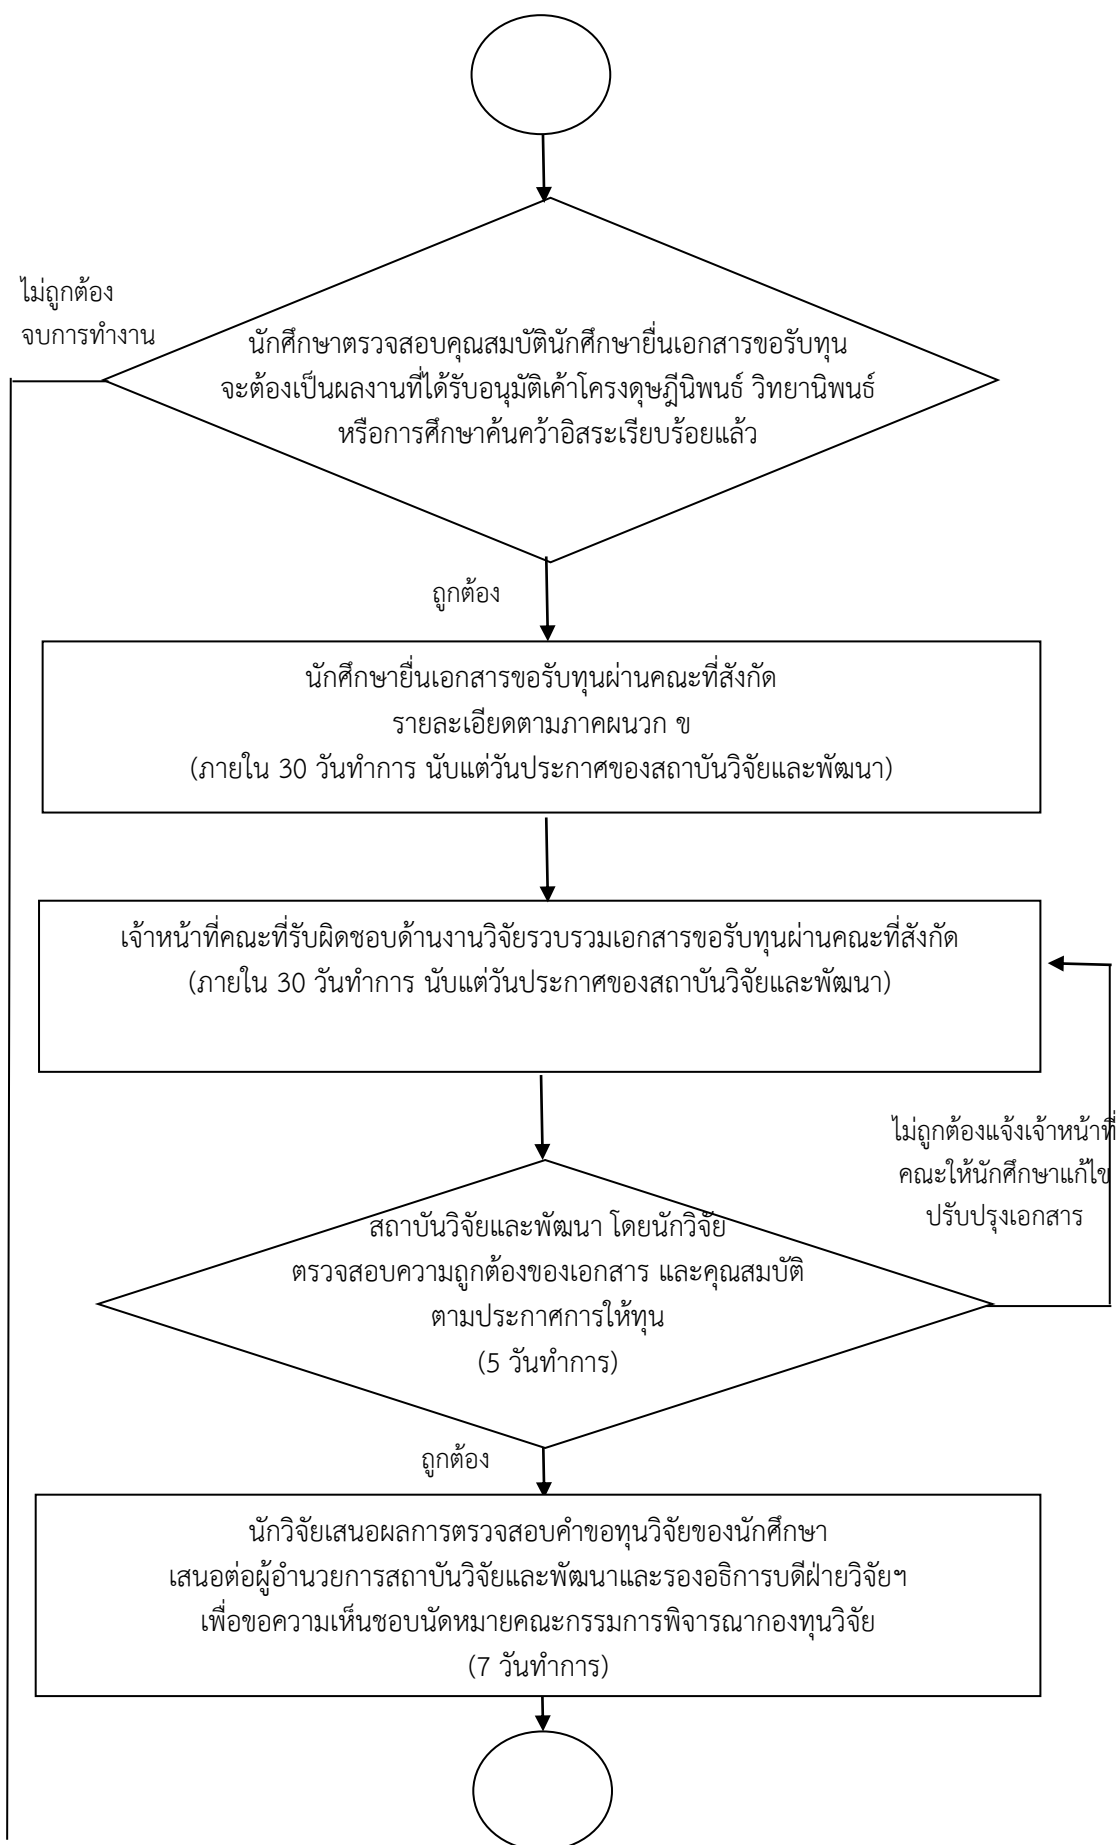 ไม่ถูกต้อง
จบการทำงาน
นักศึกษาตรวจสอบคุณสมบัตินักศึกษายื่นเอกสารขอรับทุน
จะต้องเป็นผลงานที่ได้รับอนุมัติเค้าโครงดุษฎีนิพนธ์ วิทยานิพนธ์
หรือการศึกษาค้นคว้าอิสระเรียบร้อยแล้ว
ถูกต้อง
นักศึกษายื่นเอกสารขอรับทุนผ่านคณะที่สังกัด
รายละเอียดตามภาคผนวก ข
(ภายใน 30 วันทำการ นับแต่วันประกาศของสถาบันวิจัยและพัฒนา)
เจ้าหน้าที่คณะที่รับผิดชอบด้านงานวิจัยรวบรวมเอกสารขอรับทุนผ่านคณะที่สังกัด
(ภายใน 30 วันทำการ นับแต่วันประกาศของสถาบันวิจัยและพัฒนา)
ไม่ถูกต้องแจ้งเจ้าหน้าที่
คณะให้นักศึกษาแก้ไข
ปรับปรุงเอกสาร
สถาบันวิจัยและพัฒนา โดยนักวิจัย
ตรวจสอบความถูกต้องของเอกสาร และคุณสมบัติ
ตามประกาศการให้ทุน
(5 วันทำการ)
ถูกต้อง
นักวิจัยเสนอผลการตรวจสอบคำขอทุนวิจัยของนักศึกษา
เสนอต่อผู้อำนวยการสถาบันวิจัยและพัฒนาและรองอธิการบดีฝ่ายวิจัยฯ
เพื่อขอความเห็นชอบนัดหมายคณะกรรมการพิจารณากองทุนวิจัย
(7 วันทำการ)